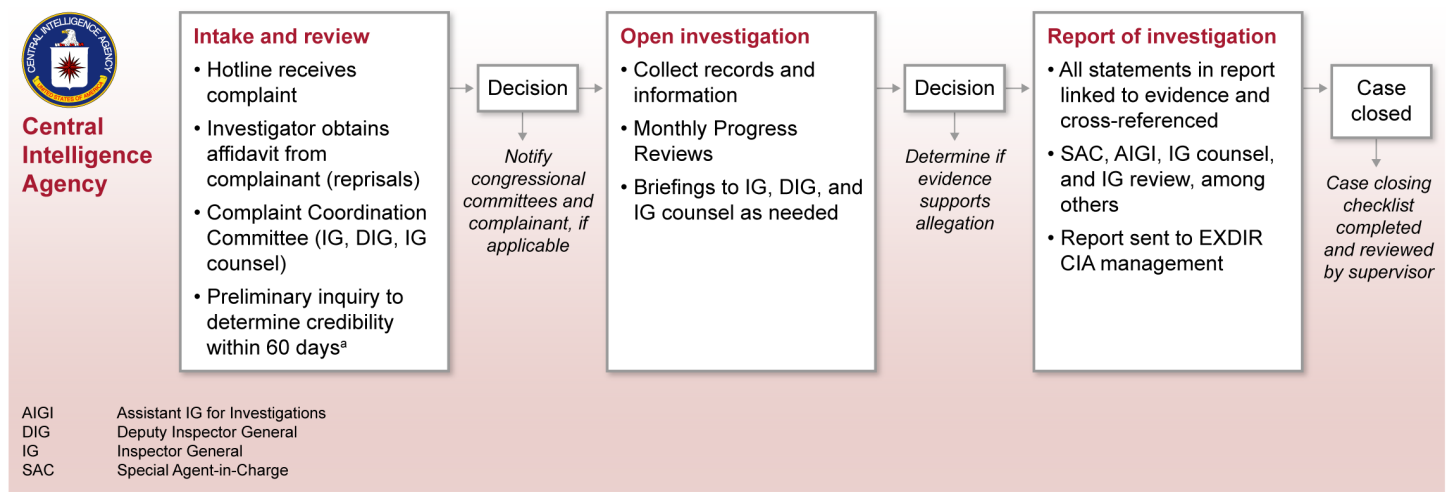 CENTRAL INTELLIGENCE AGENCY
UNITED STATES OF AMERICA
Central
Intelligence
Agency
Intake and review
• Hotline receives
complaint
• Investigator obtains
affidavit from
complainant (reprisals)
• Complaint Coordination
Committee (IG, DIG, IG
counsel)
• Preliminary inquiry to
determine credibility
within 60 daysᵃ
Decision
Notify
congressional
committees and
complainant, if
applicable
Open investigation
• Collect records and
information
• Monthly Progress
Reviews
• Briefings to IG, DIG, and
IG counsel as needed
Decision
Determine if
evidence
supports
allegation
Report of investigation
• All statements in report
linked to evidence and
cross-referenced
• SAC, AIGI, IG counsel,
and IG review, among
others
• Report sent to EXDIR
CIA management
Case
closed
Case closing
checklist
completed
and reviewed
by supervisor
AIGI Assistant IG for Investigations
DIG Deputy Inspector General
IG Inspector General
SAC Special Agent-in-Charge